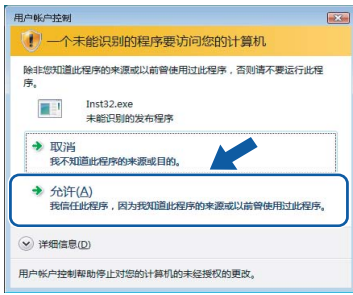 用户帐户控制
一个未能识别的程序要访问您的计算机
除非您知道此程序的来源或以前曾使用过此程序，否则请不要运行此程
序。
Inst32.exe
未能识别的发布程序
取消
我不知道此程序的来源或目的。
允许(A)
我信任此程序，因为我知道此程序的来源或以前曾使用过此程序。
详细信息(D)
用户帐户控制帮助停止对您的计算机的未经授权的更改。